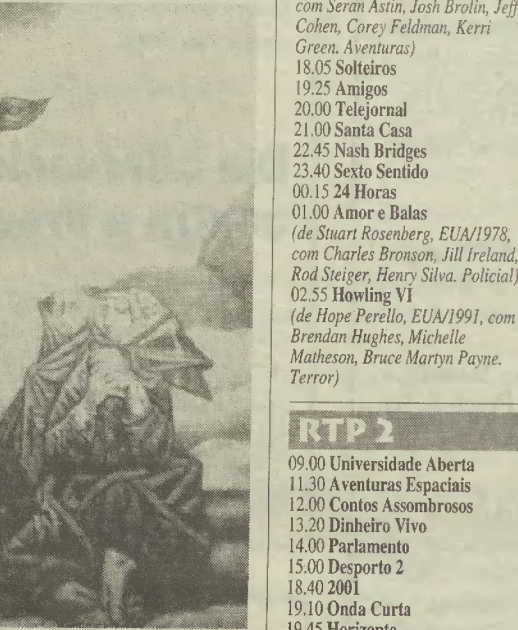 com Seran Astin, Josh Brolin, Jeff
Cohen, Corey Feldman, Kerri
Green. Aventuras)
18.05 Solteiros
19.25 Amigos
20.00 Telejornal
21.00 Santa Casa
22.45 Nash Bridges
23.40 Sexto Sentido
00.15 24 Horas
01.00 Amor e Balas
(de Stuart Rosenberg, EUA/1978,
com Charles Bronson, Jill Ireland,
Rod Steiger, Henry Silva. Policial)
02.55 Howling VI
(de Hope Perello, EUA/1991, com
Brendan Hughes, Michelle
Matheson, Bruce Martyn Payne.
Terror)
RTP 2
09.00 Universidade Aberta
11.30 Aventuras Espaciais
12.00 Contos Assombrosos
13.20 Dinheiro Vivo
14.00 Parlamento
15.00 Desporto 2
18.40 2001
19.10 Onda Curta
19.45 Horizonte